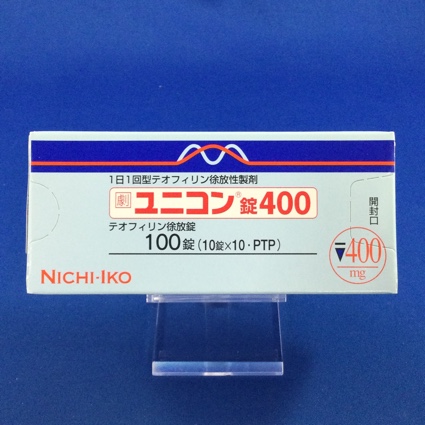 1日1回型テオフィリン徐放性製剤
劇 ユニコン®錠400
テオフィリン徐放錠
100錠(10錠×10・PTP)
NICHI-IKO
開封口
400
mg